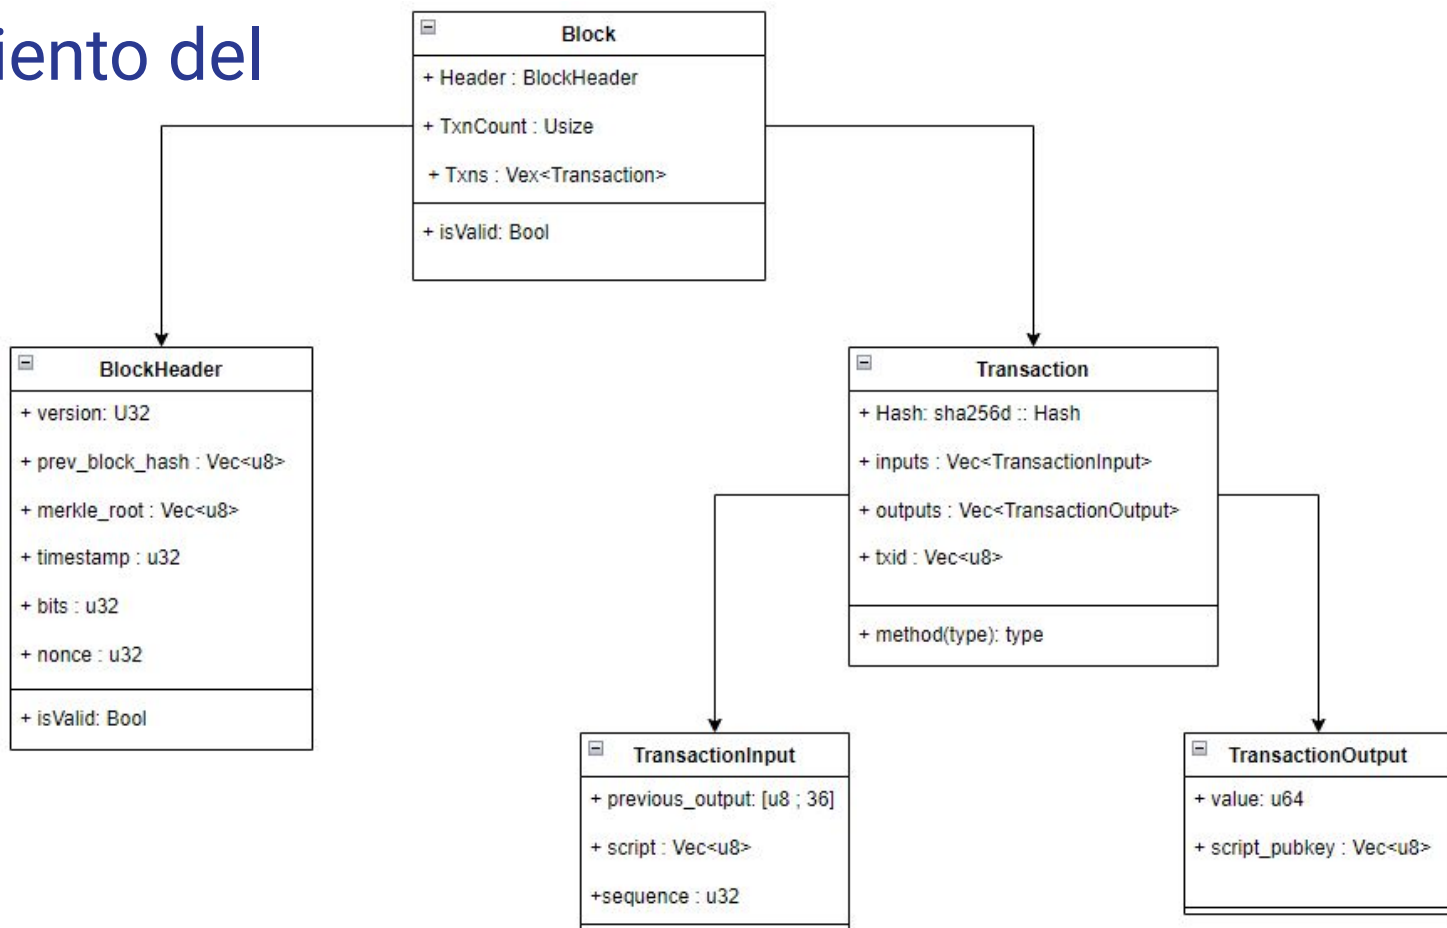 iento del
Block
+ Header : BlockHeader
+ TxnCount : Usize
+ Txns : Vex<Transaction>
+ isValid: Bool
BlockHeader
+ version: U32
+ prev_block_hash : Vec<u8>
+ merkle_root : Vec<u8>
+ timestamp : u32
+ bits : u32
+ nonce : u32
+ isValid: Bool
Transaction
+ Hash: sha256d :: Hash
+ inputs : Vec<TransactionInput>
+ outputs : Vec<TransactionOutput>
+ txid : Vec<u8>
+ method(type): type
TransactionInput
+ previous_output: [u8 ; 36]
+ script : Vec<u8>
+sequence : u32
TransactionOutput
+ value: u64
+ script_pubkey : Vec<u8>